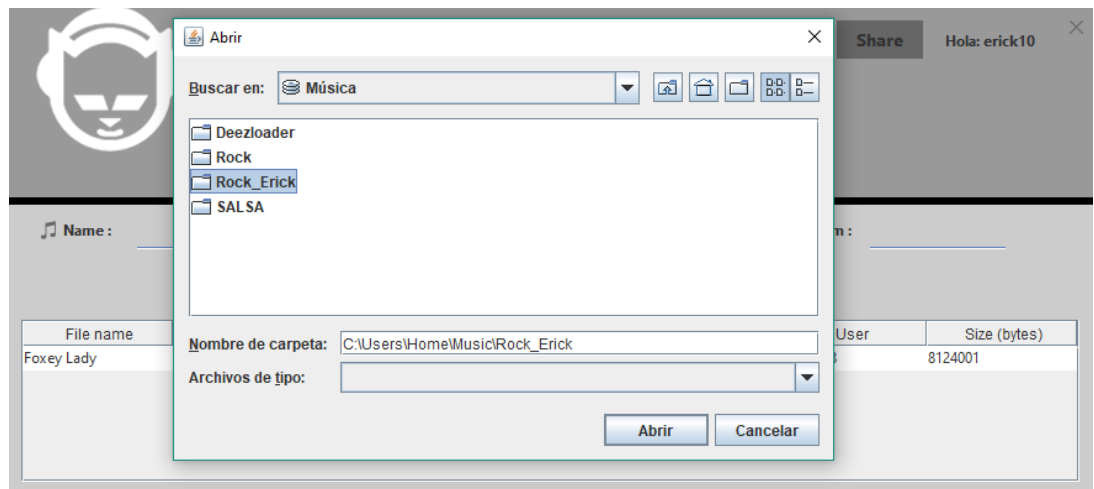 Abrir
Share
Hola: erick10
Buscar en: Música
Deezloader
Rock
Rock_Erick
SALSA
Name :
m :
File name
User
Size (bytes)
Nombre de carpeta: C:\Users\Home\Music\Rock_Erick
Foxey Lady
8124001
Archivos de tipo:
Abrir
Cancelar